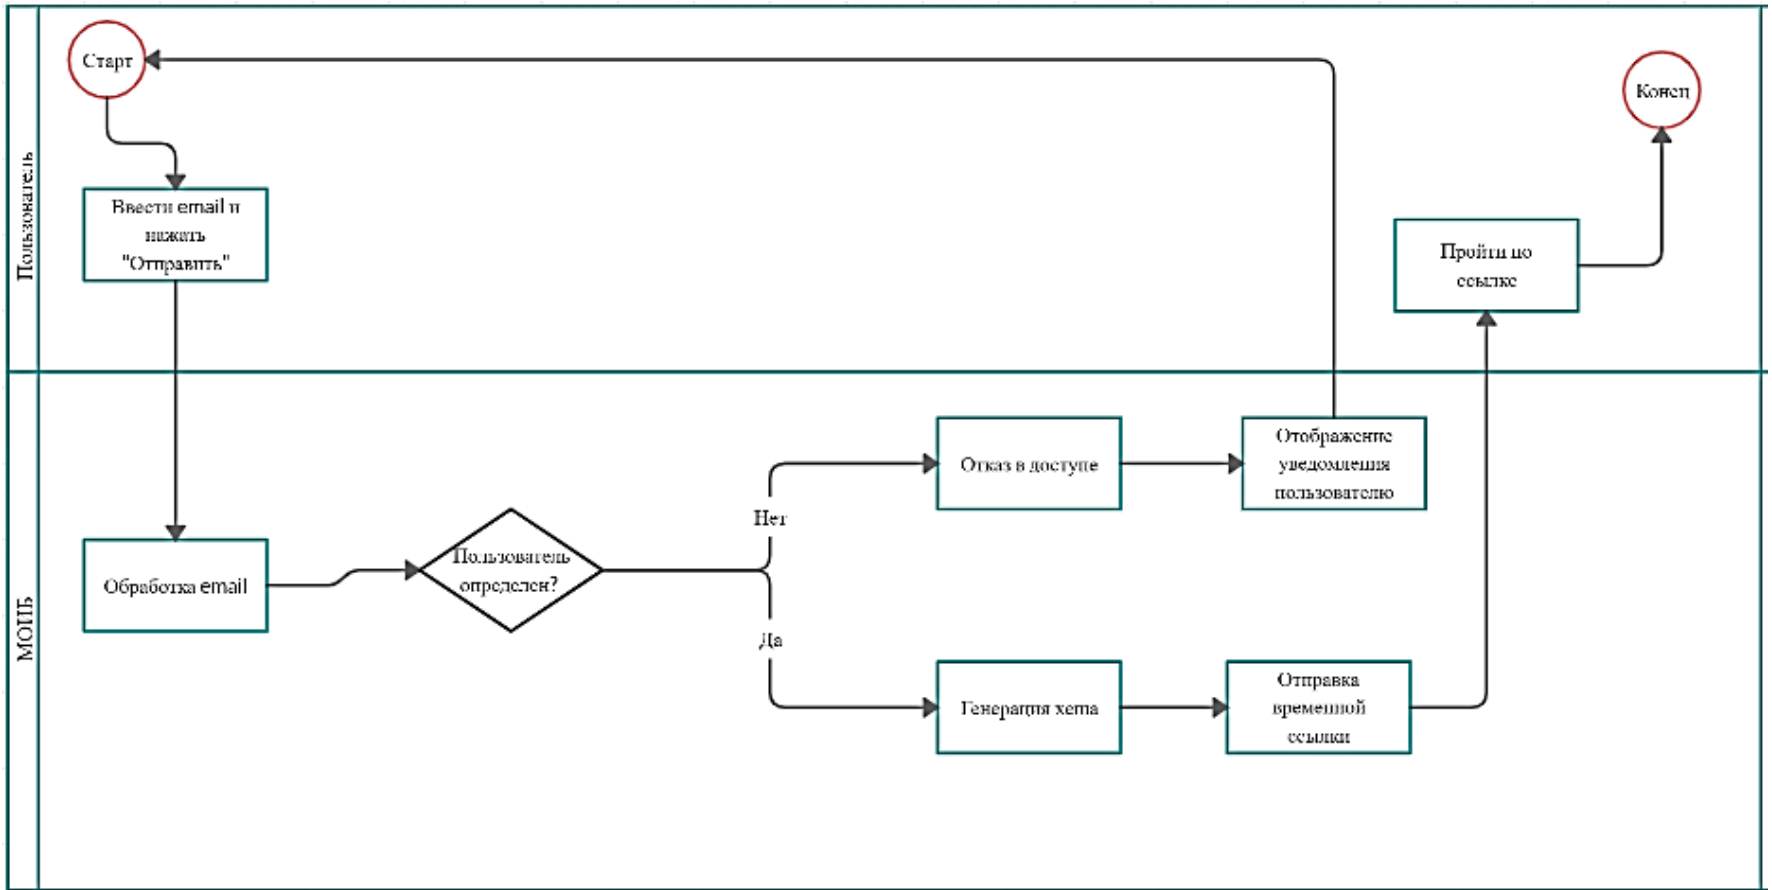 Старт
Конец
Пользователь
Ввести email и
нажать
"Отправить"
Пройти по
ссылке
МОПБ
Отказ в доступе
Отображение
уведомления
пользователю
Нет
Пользователь
определен?
Обработка email
Да
Генерация хеша
Отправка
временной
ссылки